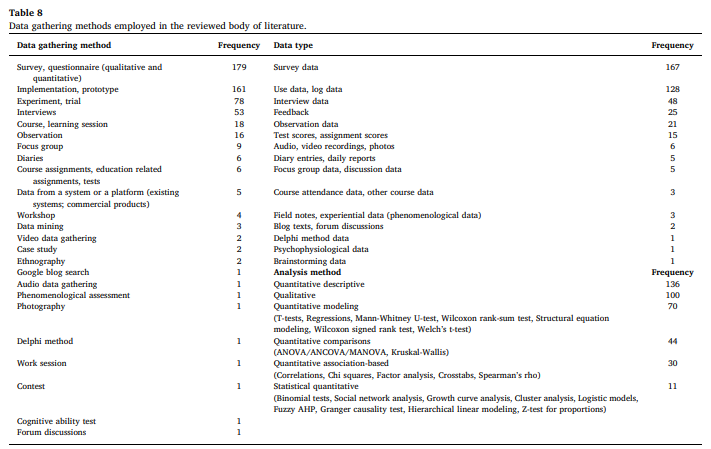 Table 8
Data gathering methods employed in the reviewed body of literature.
Data gathering method Frequency Data type Frequency
Survey, questionnaire (qualitative and 179 Survey data 167
quantitative)
Implementation, prototype 161 Use data, log data 128
Experiment, trial 78 Interview data 48
Interviews 53 Feedback 25
Course, learning session 18 Observation data 21
Observation 16 Test scores, assignment scores 15
Focus group 9 Audio, video recordings, photos 6
Diaries 6 Diary entries, daily reports 5
Course assignments, education related 6 Focus group data, discussion data 5
assignments, tests
Data from a system or a platform (existing 5 Course attendance data, other course data 3
systems; commercial products)
Workshop 4 Field notes, experiential data (phenomenological data) 3
Data mining 3 Blog texts, forum discussions 2
Video data gathering 2 Delphi method data 1
Case study 2 Psychophysiological data 1
Ethnography 2 Brainstorming data 1
Google blog search 1 Analysis method Frequency
Audio data gathering 1 Quantitative descriptive 136
Phenomenological assessment 1 Qualitative 100
Photography 1 Quantitative modeling 70
(T-tests, Regressions, Mann-Whitney U-test, Wilcoxon rank-sum test, Structural equation
modeling, Wilcoxon signed rank test, Welch's t-test)
Delphi method 1 Quantitative comparisons 44
(ANOVA/ANCOVA/MANOVA, Kruskal-Wallis)
Work session 1 Quantitative association-based 30
(Correlations, Chi squares, Factor analysis, Crosstabs, Spearman's rho)
Contest 1 Statistical quantitative 11
(Binomial tests, Social network analysis, Growth curve analysis, Cluster analysis, Logistic models,
Fuzzy AHP, Granger causality test, Hierarchical linear modeling, Z-test for proportions)
Cognitive ability test 1
Forum discussions 1